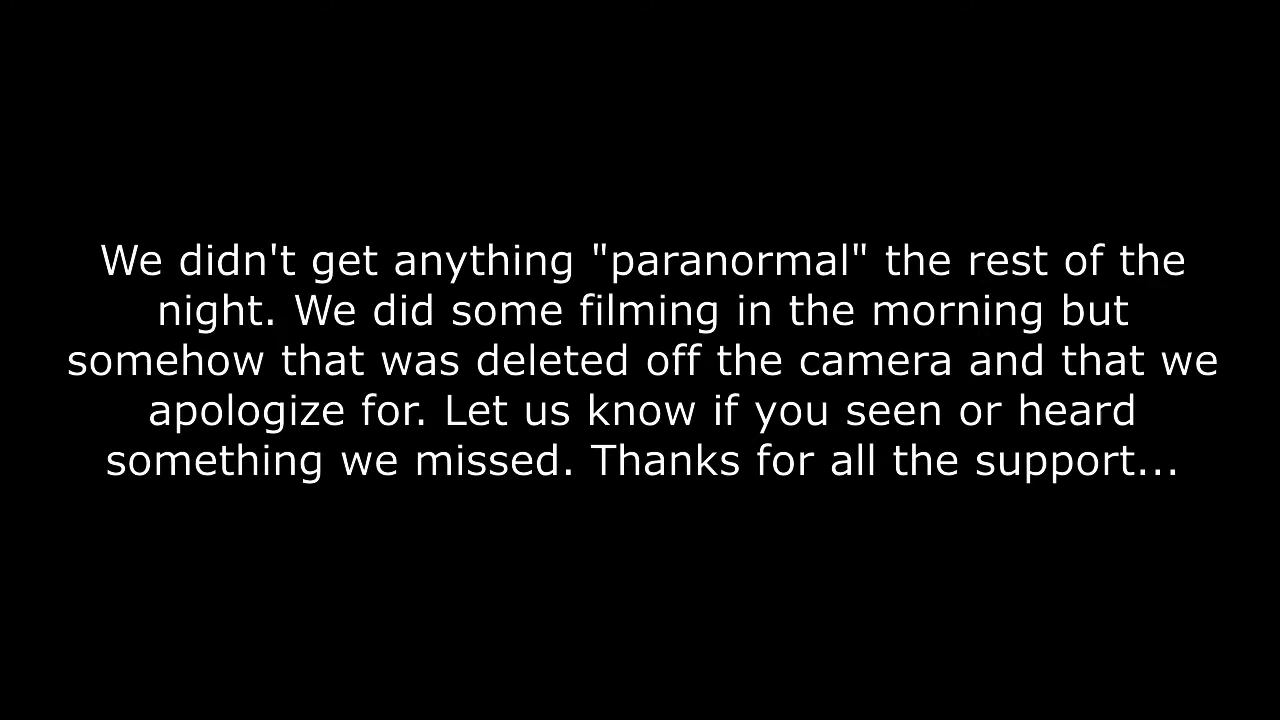 We didn't get anything "paranormal" the rest of the
night. We did some filming in the morning but
somehow that was deleted off the camera and that we
apologize for. Let us know if you seen or heard
something we missed. Thanks for all the support...